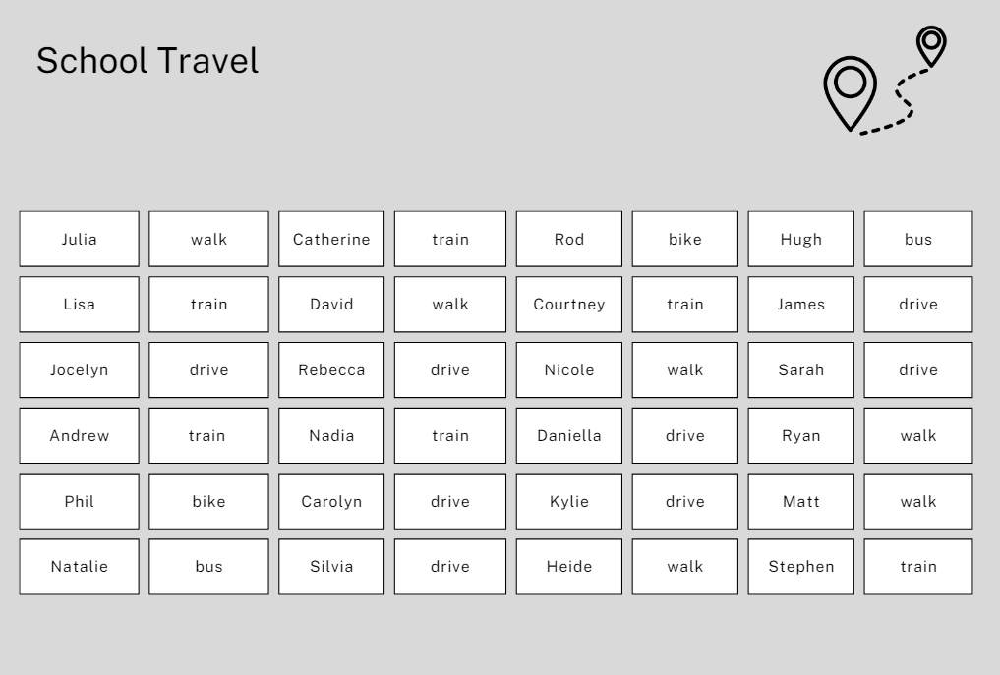 School Travel
Julia walk Catherine train Rod bike Hugh bus
Lisa train David walk Courtney train James drive
Jocelyn drive Rebecca drive Nicole walk Sarah drive
Andrew train Nadia train Daniella drive Ryan walk
Phil bike Carolyn drive Kylie drive Matt walk
Natalie bus Silvia drive Heide walk Stephen train